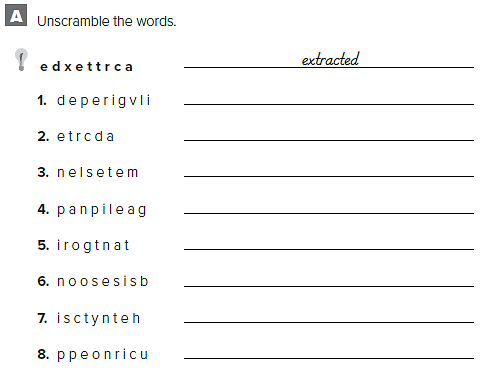 A Unscramble the words.
e d x e t t r c a extracted
1. d e p e r i g v l i
2. e t r c d a
3. n e l s e t e m
4. p a n p i l e a g
5. i r o g t n a t
6. n o o s e s i s b
7. i s c t y n t e h
8. p p e o n r i c u